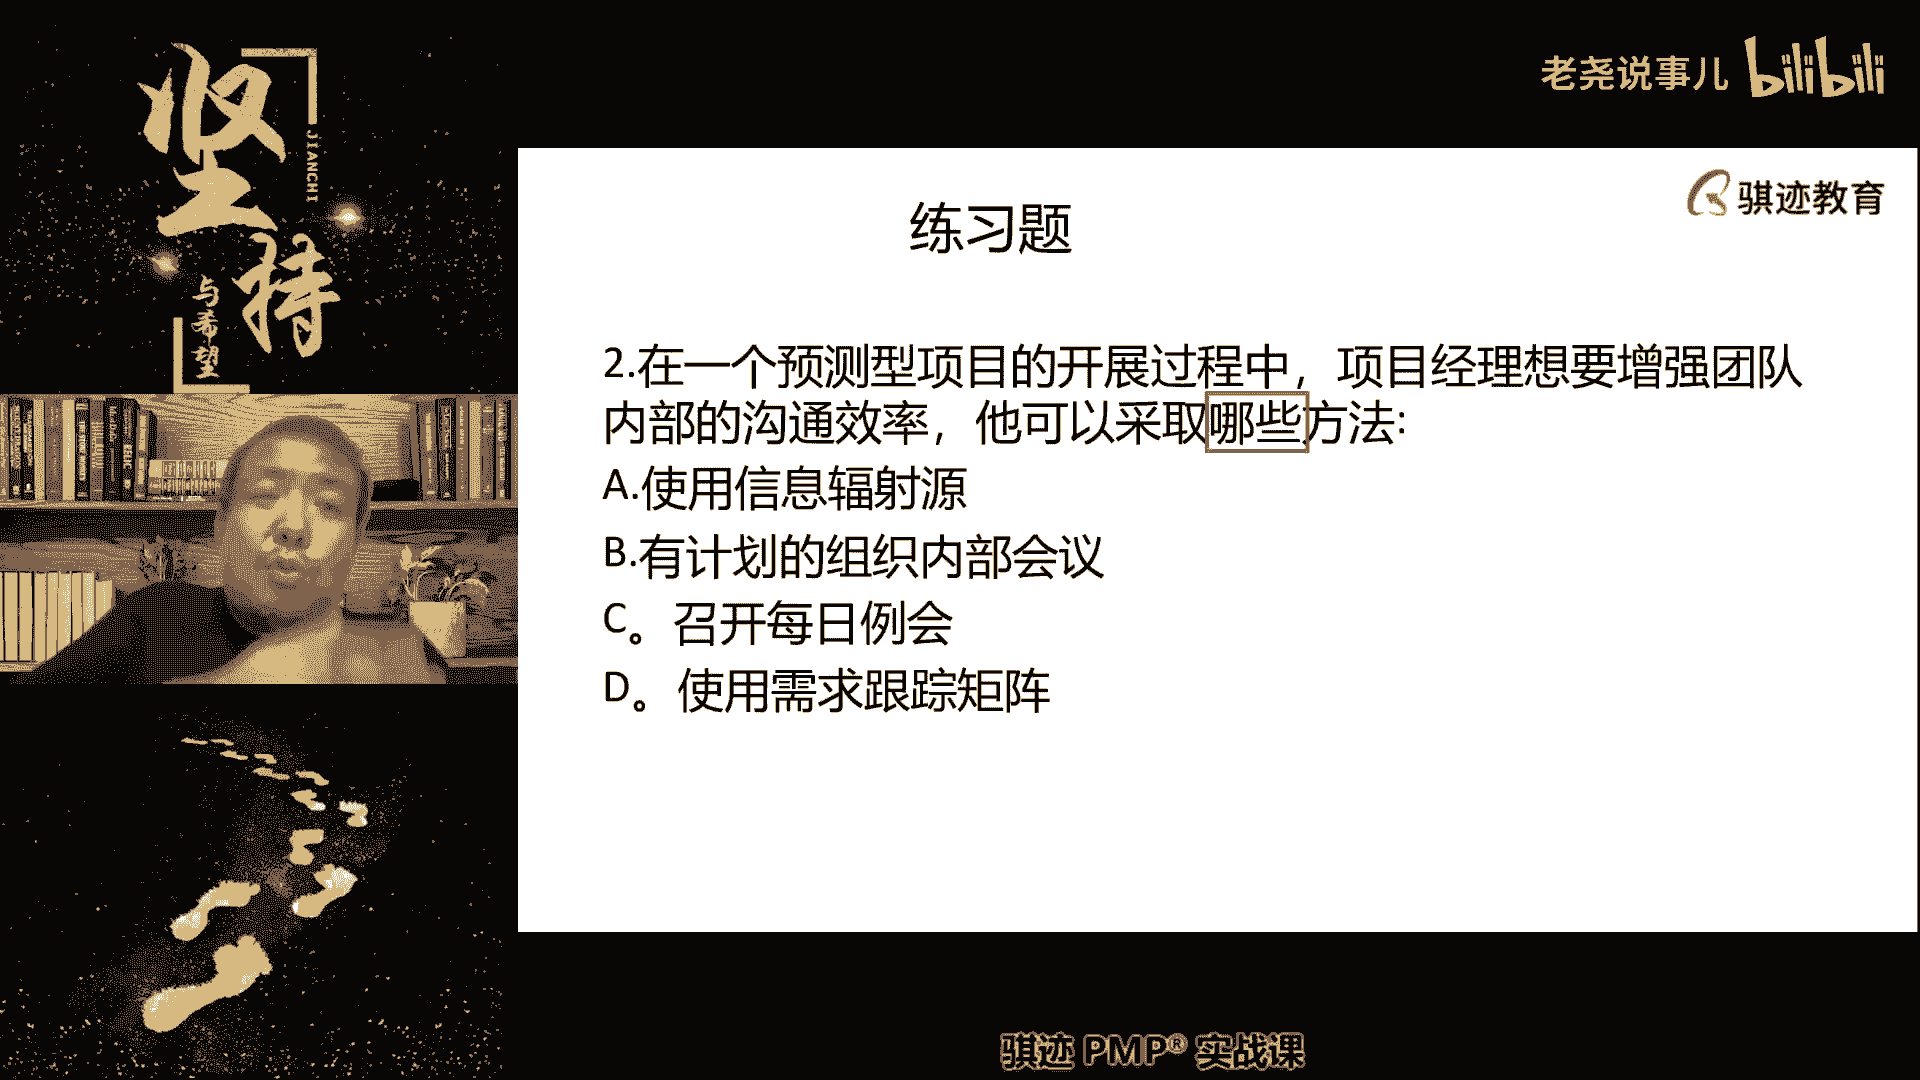 坚持
JIANCHI
与希望
老尧说事儿 bilibili
骐迹教育
练习题
2.在一个预测型项目的开展过程中，项目经理想要增强团队
内部的沟通效率，他可以采取哪些方法:
A.使用信息辐射源
B.有计划的组织内部会议
C。召开每日例会
D。使用需求跟踪矩阵
骐迹 PMP® 实战课